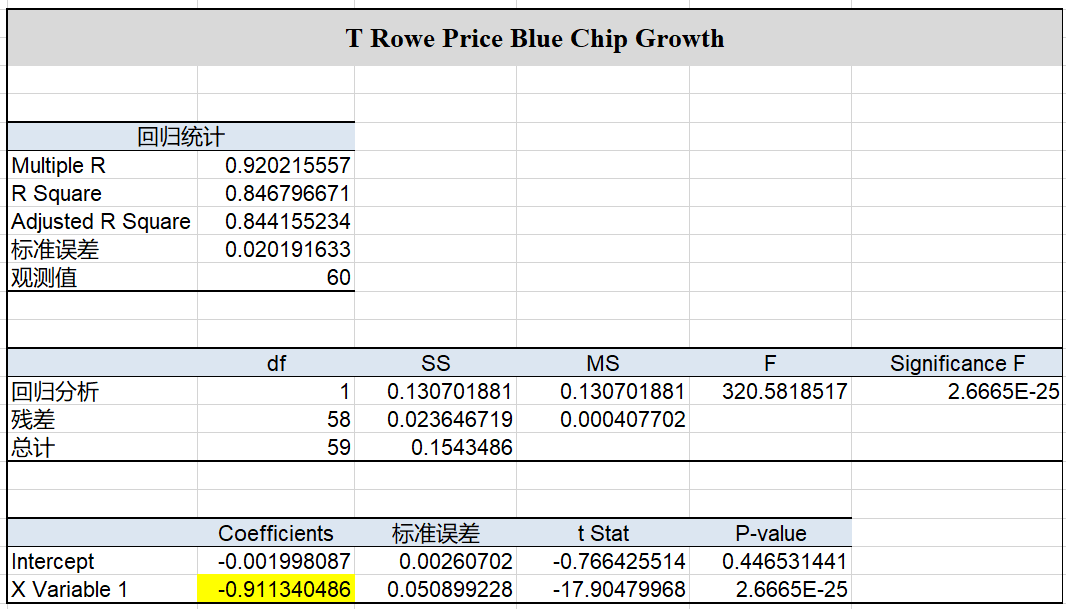 T Rowe Price Blue Chip Growth
回归统计
Multiple R 0.920215557
R Square 0.846796671
Adjusted R Square 0.844155234
标准误差 0.020191633
观测值 60
df SS MS F Significance F
回归分析 1 0.130701881 0.130701881 320.5818517 2.6665E-25
残差 58 0.023646719 0.000407702
总计 59 0.1543486
Coefficients 标准误差 t Stat P-value
Intercept -0.001998087 0.00260702 -0.766425514 0.446531441
X Variable 1 -0.911340486 0.050899228 -17.90479968 2.6665E-25